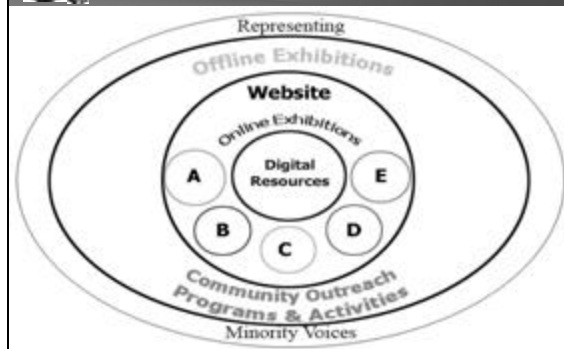 Representing
Offline Exhibitions
Website
Online Exhibitions
Digital
Resources
A
E
B
D
C
Community Outreach
Programs & Activities
Minority Voices